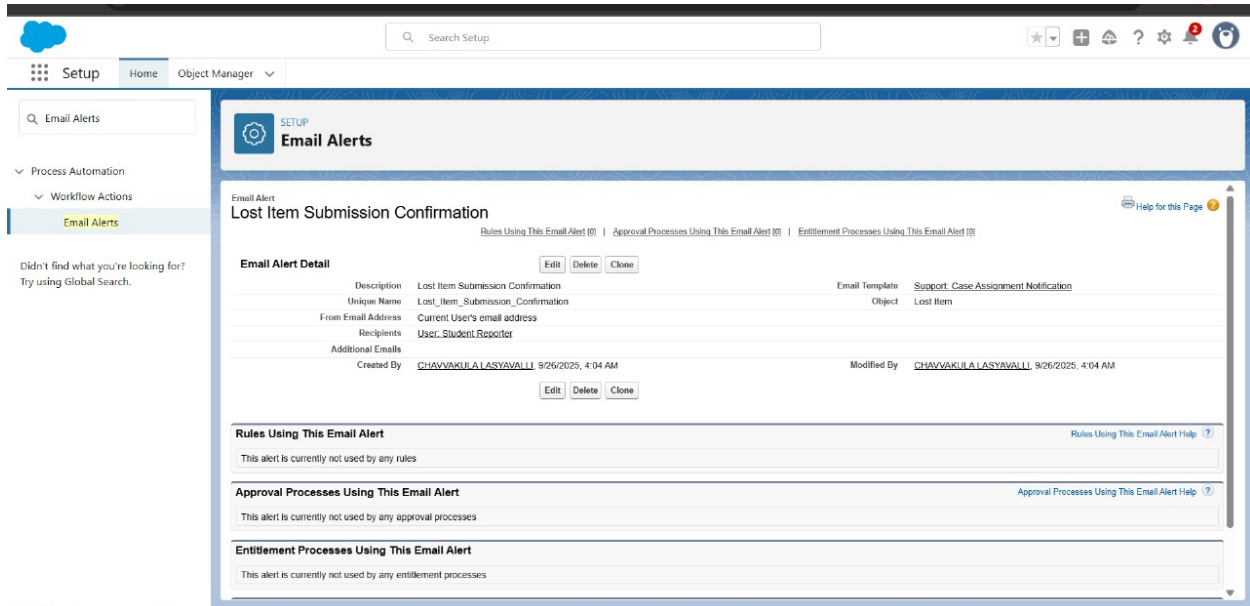 Search Setup
2
Setup Home Object Manager
Email Alerts
SETUP
Email Alerts
Process Automation
Workflow Actions
Email Alerts
Didn't find what you're looking for?
Try using Global Search.
Email Alert
Lost Item Submission Confirmation
Help for this Page ?
Rules Using This Email Alert [0] | Approval Processes Using This Email Alert [0] | Entitlement Processes Using This Email Alert [0]
Email Alert Detail Edit Delete Clone
Description Lost Item Submission Confirmation Email Template Support: Case Assignment Notification
Unique Name Lost_Item_Submission_Confirmation Object Lost Item
From Email Address Current User's email address
Recipients User: Student Reporter
Additional Emails
Created By CHAVVAKULA LASYAVALLI, 9/26/2025, 4:04 AM Modified By CHAVVAKULA LASYAVALLI, 9/26/2025, 4:04 AM
Edit Delete Clone
Rules Using This Email Alert Rules Using This Email Alert Help ?
This alert is currently not used by any rules
Approval Processes Using This Email Alert Approval Processes Using This Email Alert Help ?
This alert is currently not used by any approval processes
Entitlement Processes Using This Email Alert
This alert is currently not used by any entitlement processes